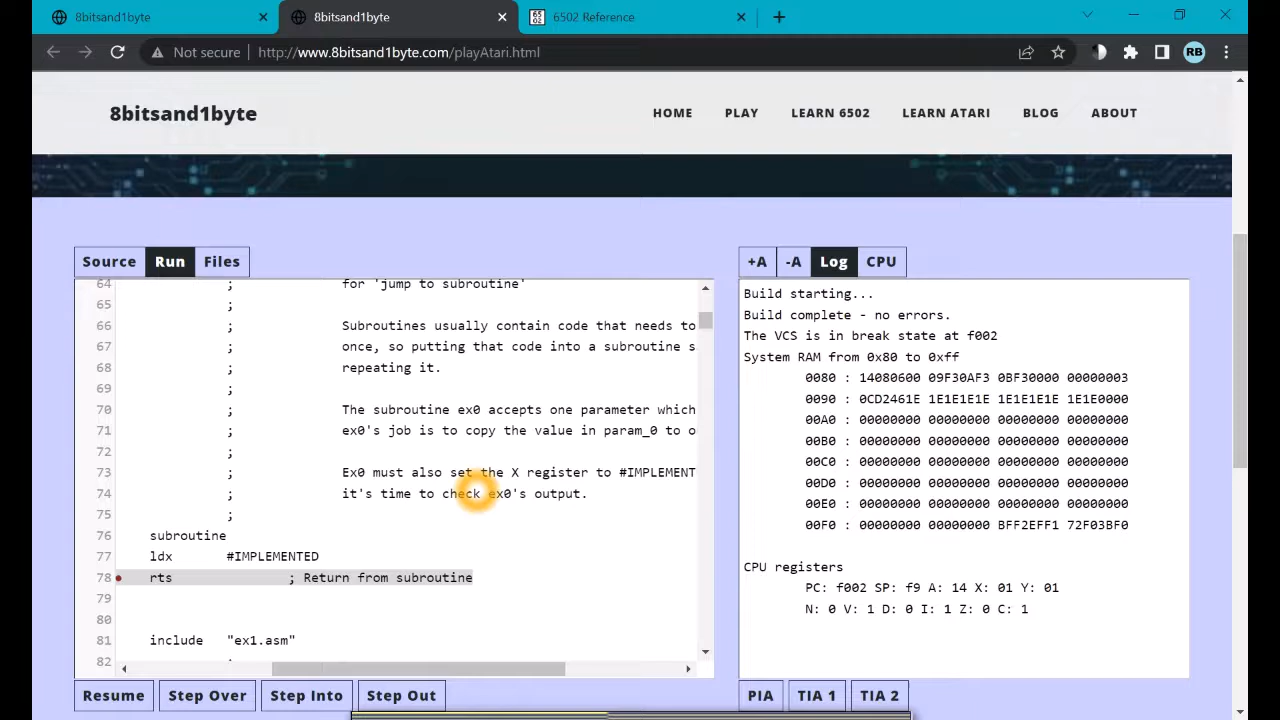 8bitsand1byte
8bitsand1byte
6502 Reference
Not secure
http://www.8bitsand1byte.com/playAtari.html
RB
8bitsand1byte
HOME
PLAY
LEARN 6502
LEARN ATARI
BLOG
ABOUT
Source
Run
Files
64 for 'jump to subroutine'
65 ;
66 ; Subroutines usually contain code that needs to
67 ; once, so putting that code into a subroutine s
68 ; repeating it.
69 ;
70 ; The subroutine ex0 accepts one parameter which
71 ; ex0's job is to copy the value in param_0 to o
72 ;
73 ; Ex0 must also set the X register to #IMPLEMENT
74 ; it's time to check ex0's output.
75 ;
76 subroutine
77 ldx #IMPLEMENTED
78 rts ; Return from subroutine
79
80
81 include "ex1.asm"
82
Resume
Step Over
Step Into
Step Out
+A
-A
Log
CPU
Build starting...
Build complete - no errors.
The VCS is in break state at f002
System RAM from 0x80 to 0xff
0080 : 14080600 09F30AF3 0BF30000 00000003
0090 : 0CD2461E 1E1E1E1E 1E1E1E1E 1E1E0000
00A0 : 00000000 00000000 00000000 00000000
00B0 : 00000000 00000000 00000000 00000000
00C0 : 00000000 00000000 00000000 00000000
00D0 : 00000000 00000000 00000000 00000000
00E0 : 00000000 00000000 00000000 00000000
00F0 : 00000000 00000000 BFF2EFF1 72F03BF0
CPU registers
PC: f002 SP: f9 A: 14 X: 01 Y: 01
N: 0 V: 1 D: 0 I: 1 Z: 0 C: 1
PIA
TIA 1
TIA 2